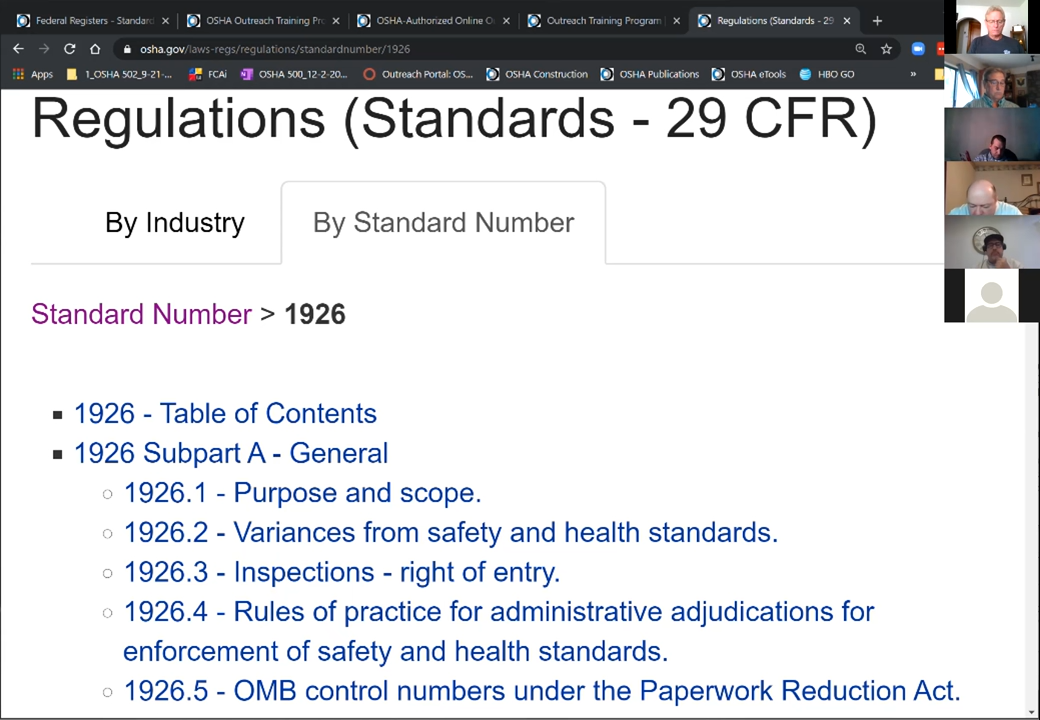 Federal Registers - Standard
OSHA Outreach Training Pr
OSHA-Authorized Online O
Outreach Training Program
Regulations (Standards - 29
osha.gov/laws-regs/regulations/standardnumber/1926
Apps
1_OSHA 502_9-21-...
FCAi
OSHA 500_12-2-20...
Outreach Portal: OS...
OSHA Construction
OSHA Publications
OSHA eTools
HBO GO
»
Regulations (Standards - 29 CFR)
By Industry
By Standard Number
Standard Number > 1926
1926 - Table of Contents
1926 Subpart A - General
1926.1 - Purpose and scope.
1926.2 - Variances from safety and health standards.
1926.3 - Inspections - right of entry.
1926.4 - Rules of practice for administrative adjudications for
enforcement of safety and health standards.
1926.5 - OMB control numbers under the Paperwork Reduction Act.